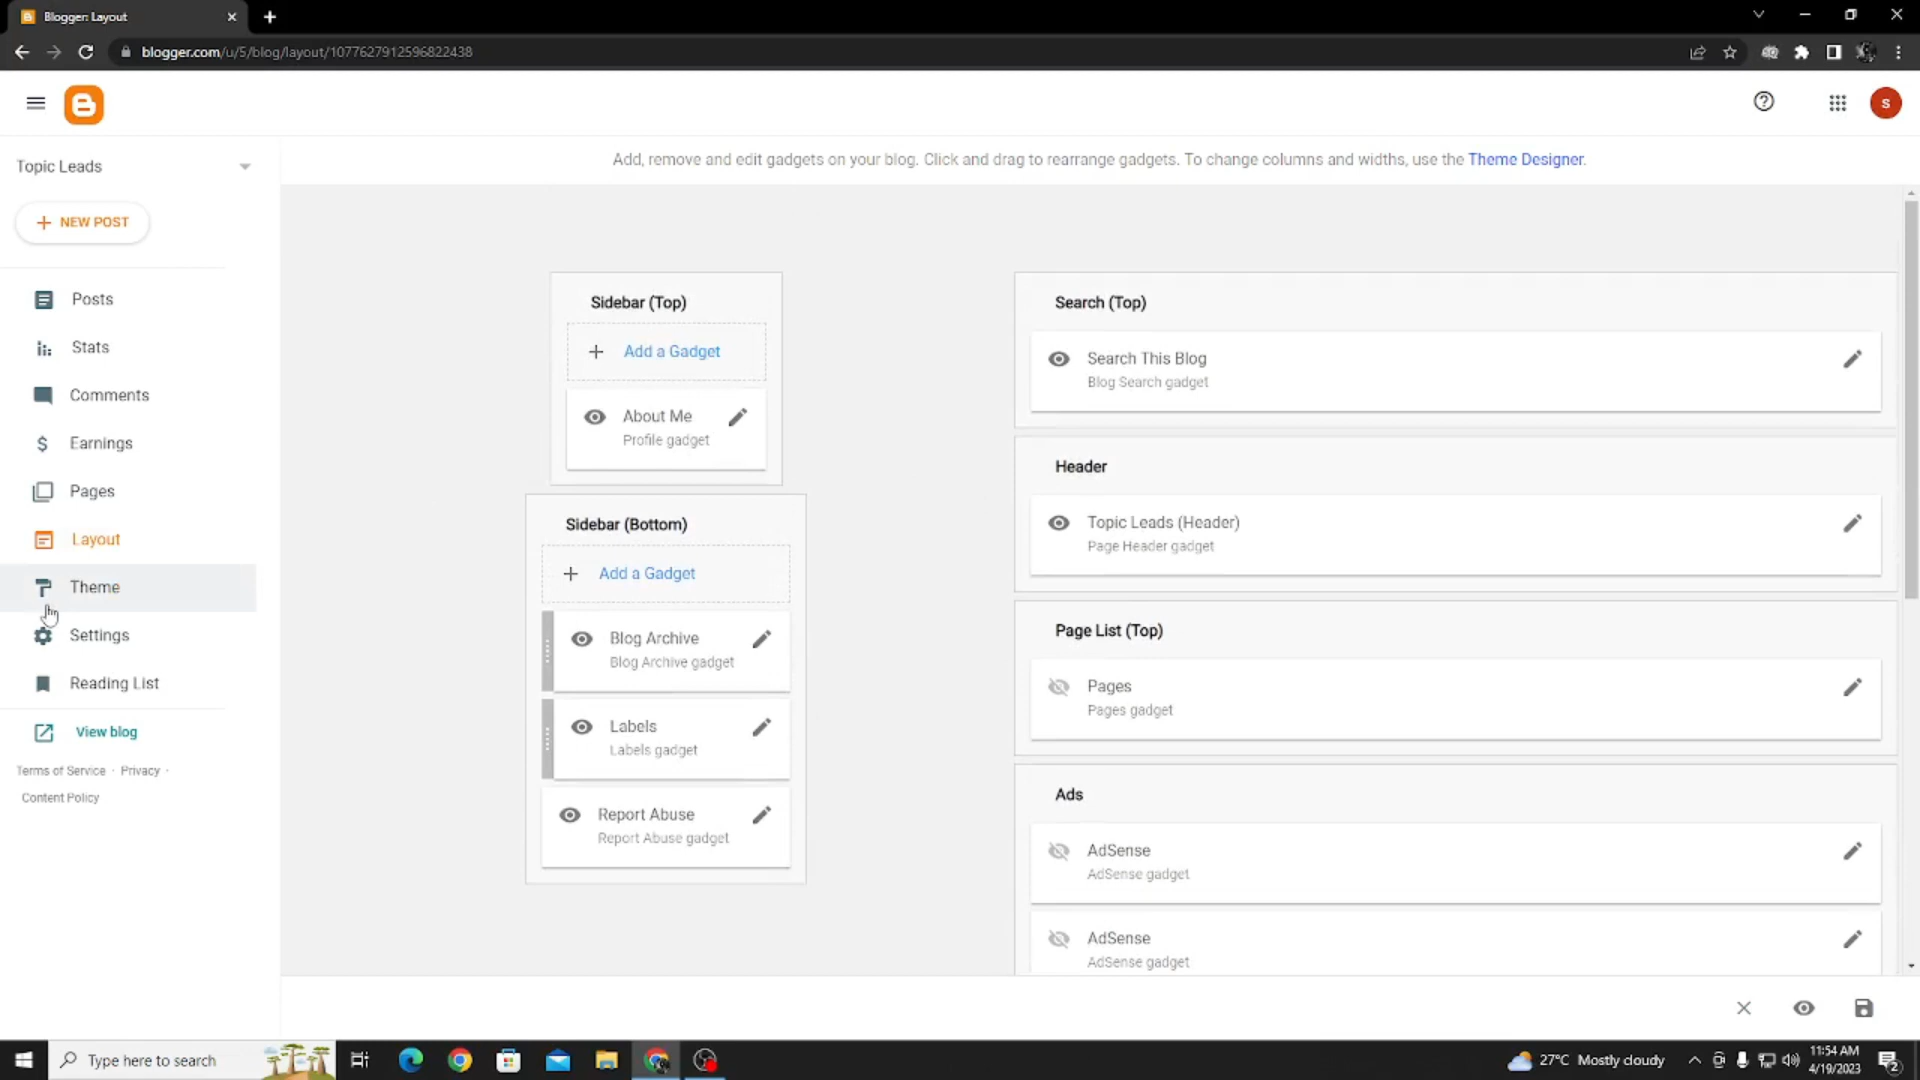 Blogger: Layout
blogger.com/u/5/blog/layout/1077627912596822438
S
Topic Leads
Add, remove and edit gadgets on your blog. Click and drag to rearrange gadgets. To change columns and widths, use the Theme Designer.
NEW POST
Posts
Stats
Comments
Earnings
Pages
Layout
Theme
Settings
Reading List
View blog
Terms of Service · Privacy ·
Content Policy
Sidebar (Top)
Add a Gadget
About Me
Profile gadget
Sidebar (Bottom)
Add a Gadget
Blog Archive
Blog Archive gadget
Labels
Labels gadget
Report Abuse
Report Abuse gadget
Search (Top)
Search This Blog
Blog Search gadget
Header
Topic Leads (Header)
Page Header gadget
Page List (Top)
Pages
Pages gadget
Ads
AdSense
AdSense gadget
AdSense
AdSense gadget
Type here to search
27°C Mostly cloudy
11:54 AM
4/19/2023
2